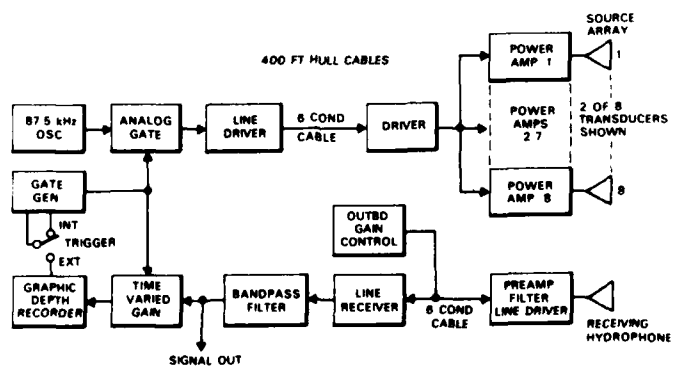 SOURCE
ARRAY
400 FT HULL CABLES
POWER
AMP 1
1
87.5 kHz
OSC
ANALOG
GATE
LINE
DRIVER
6 COND
CABLE
DRIVER
POWER
AMPS
2 7
2 OF 8
TRANSDUCERS
SHOWN
GATE
GEN
POWER
AMP 8
8
INT
TRIGGER
EXT
OUTBD
GAIN
CONTROL
GRAPHIC
DEPTH
RECORDER
TIME
VARIED
GAIN
BANDPASS
FILTER
LINE
RECEIVER
6 COND
CABLE
PREAMP
FILTER
LINE DRIVER
RECEIVING
HYDROPHONE
SIGNAL OUT